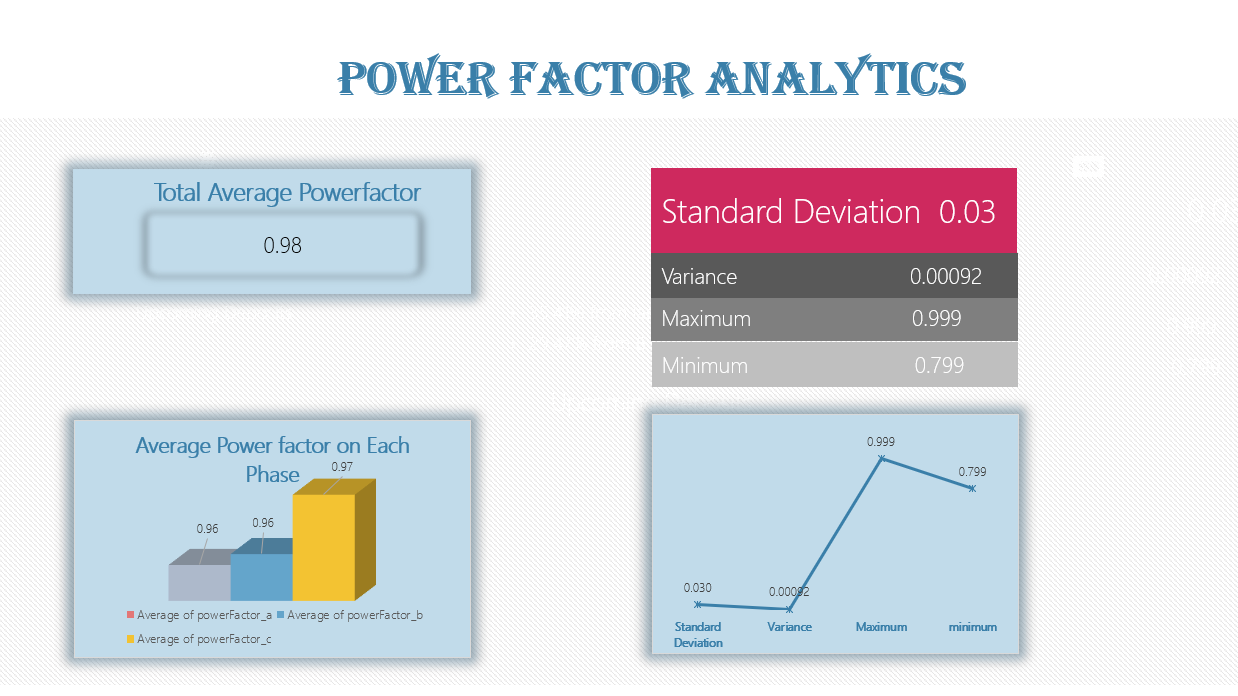 POWER FACTOR ANALYTICS
Total Average Powerfactor
0.98
Standard Deviation 0.03
Variance 0.00092
Maximum 0.999
Minimum 0.799
Average Power factor on Each
Phase
0.97
0.96
0.96
Average of powerFactor_a
Average of powerFactor_b
Average of powerFactor_c
0.999
0.799
0.030
0.00092
Standard
Deviation
Variance
Maximum
minimum